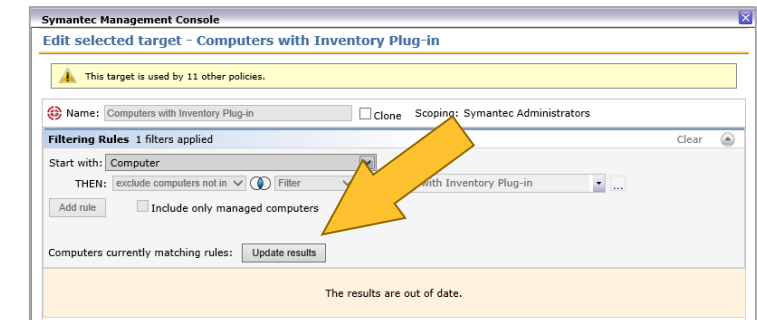 Symantec Management Console
Edit selected target - Computers with Inventory Plug-in
This target is used by 11 other policies.
Name: Computers with Inventory Plug-in Clone Scoping: Symantec Administrators
Filtering Rules 1 filters applied Clear
Start with: Computer
THEN: exclude computers not in Filter with Inventory Plug-in ...
Add rule Include only managed computers
Computers currently matching rules: Update results
The results are out of date.